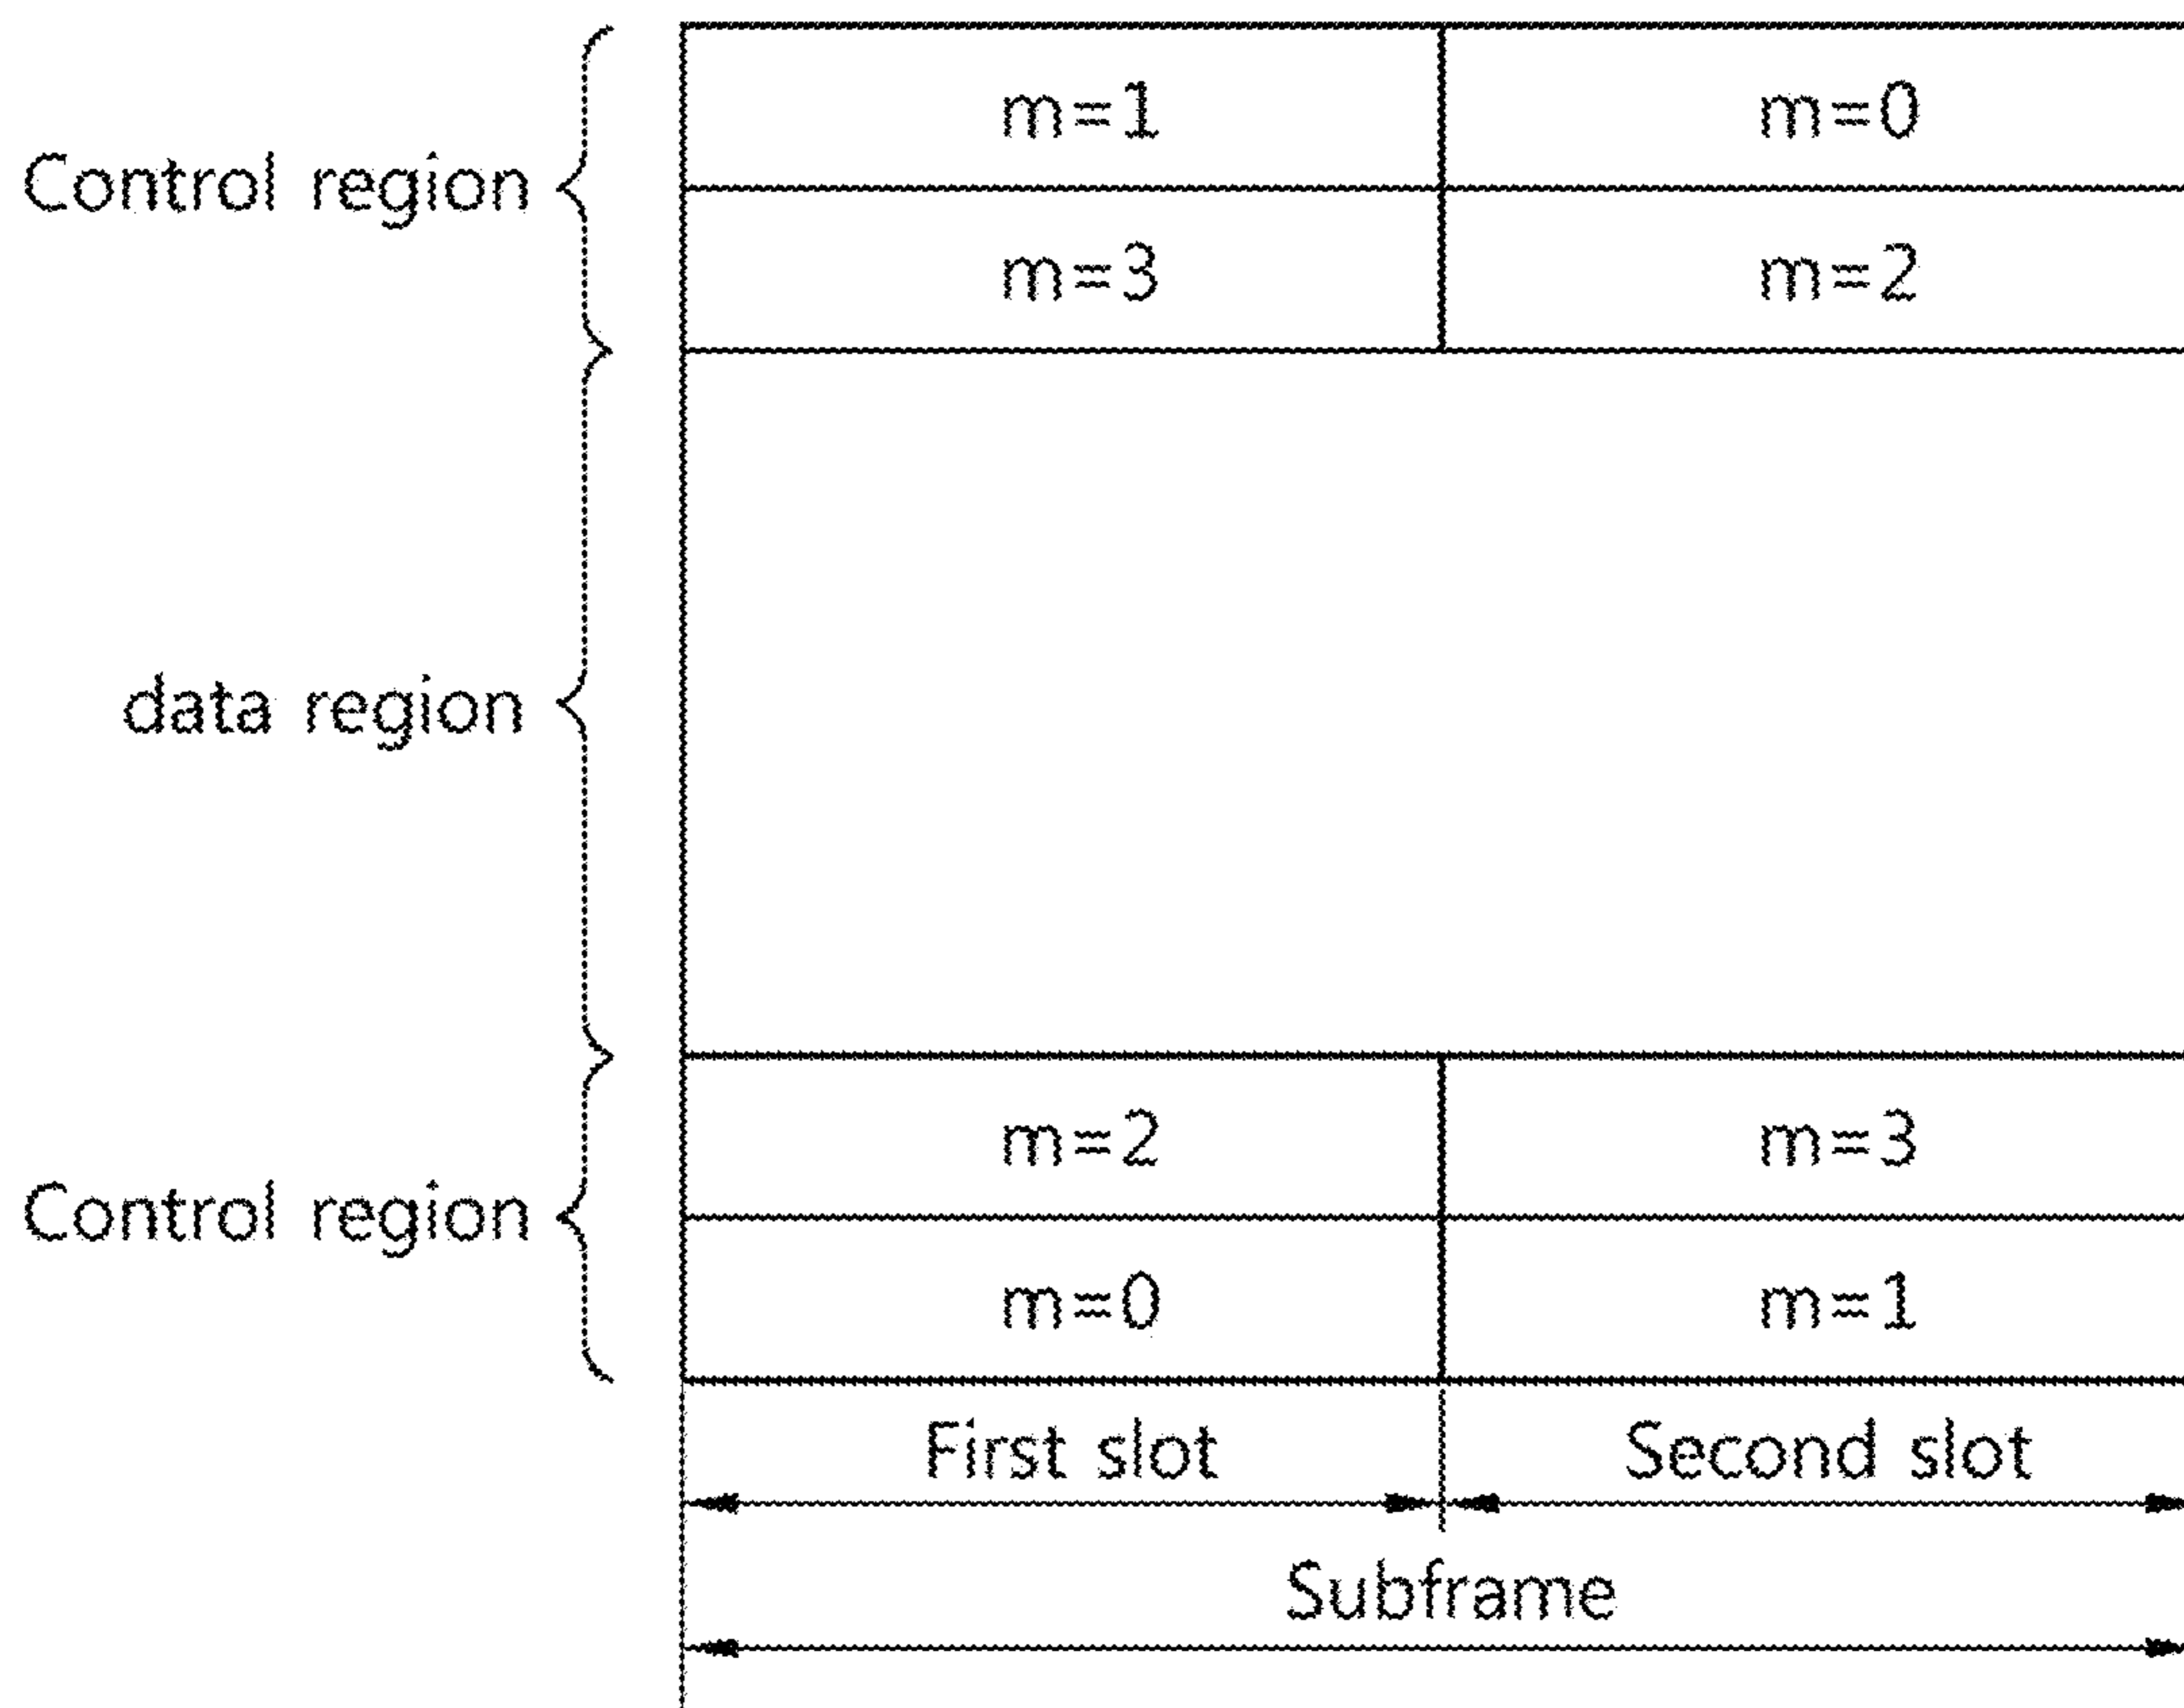 m=1 m=0
Control region
m=3 m=2
data region
m=2 m=3
Control region
m=0 m=1
First slot Second slot
Subframe